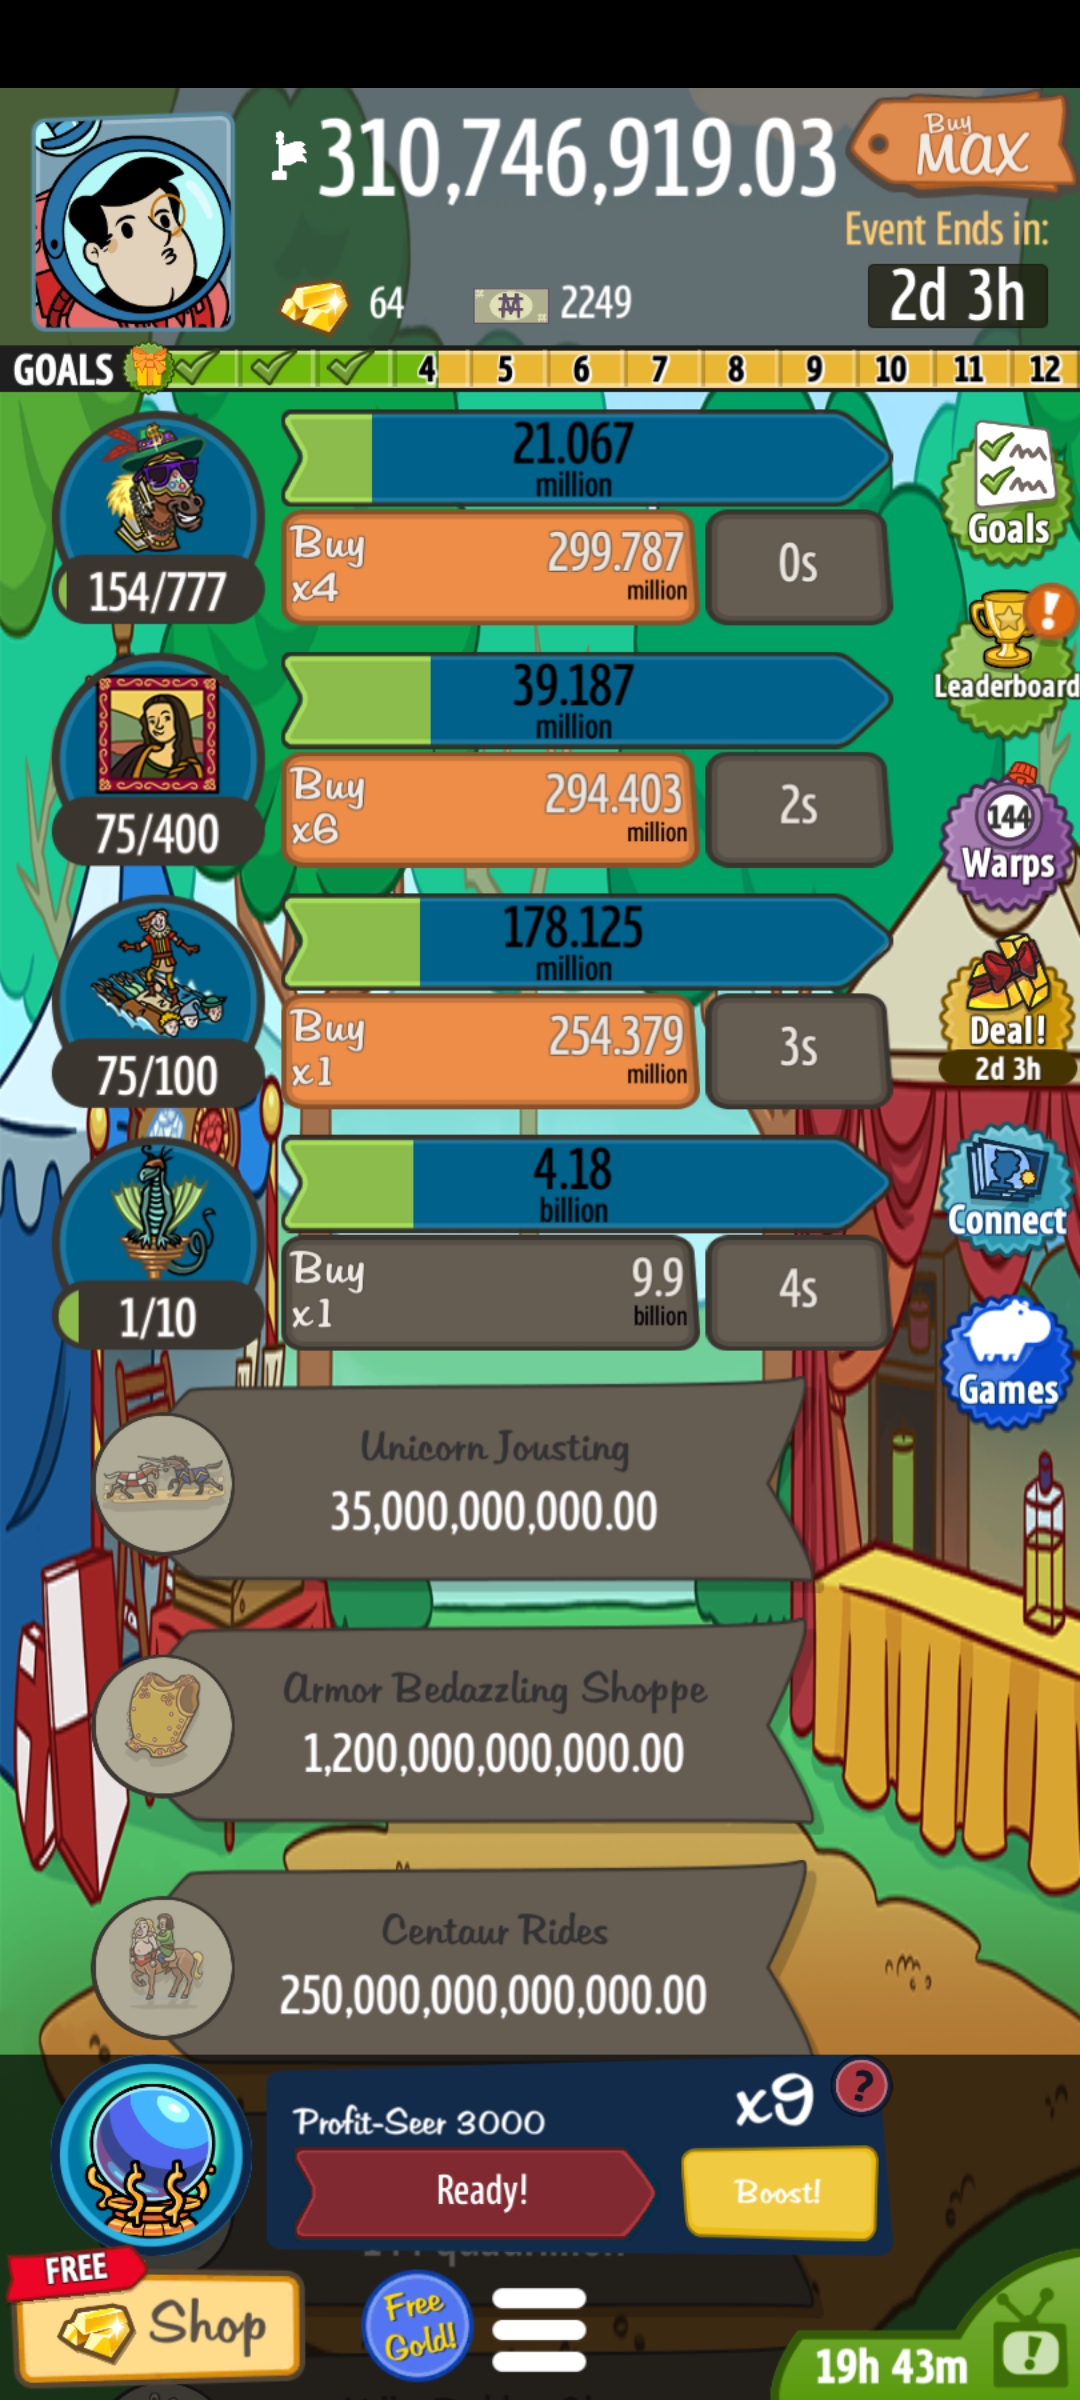 310,746,919.03
Buy
MAX
Event Ends in:
2d 3h
64
2249
GOALS 4 5 6 7 8 9 10 11 12
21.067
million
Buy
x4
299.787
million
0s
154/777
Goals
39.187
million
Buy
x6
294.403
million
2s
75/400
Leaderboard
!
178.125
million
Buy
x1
254.379
million
3s
75/100
144
Warps
4.18
billion
Buy
x1
9.9
billion
4s
1/10
Deal!
2d 3h
Connect
Games
Unicorn Jousting
35,000,000,000.00
Armor Bedazzling Shoppe
1,200,000,000,000.00
Centaur Rides
250,000,000,000,000.00
Profit-Seer 3000
x9
?
Ready!
Boost!
FREE
Shop
Free
Gold!
19h 43m
!